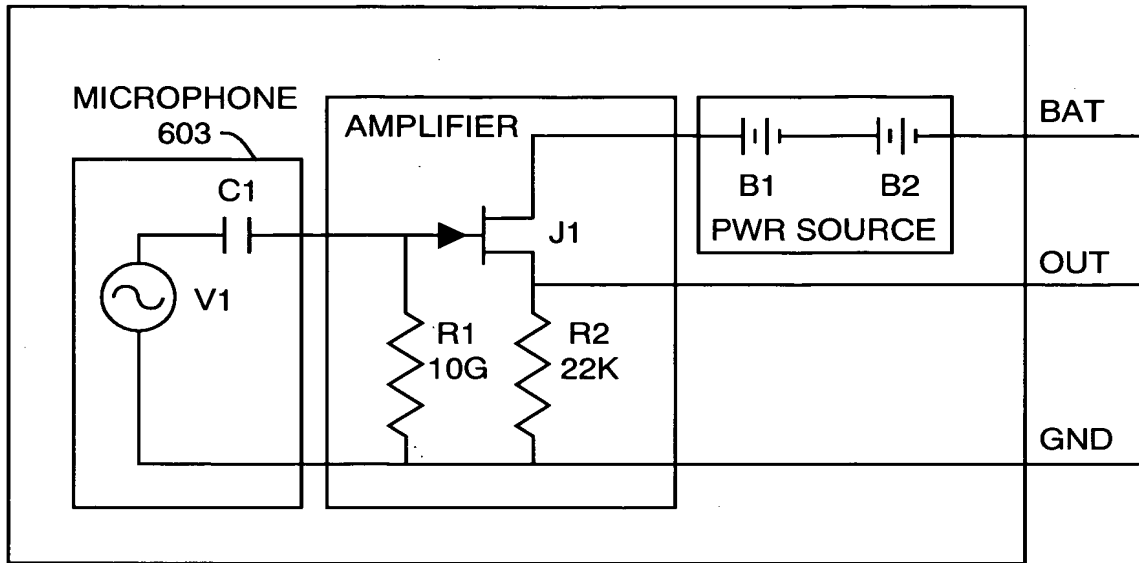 MICROPHONE
603
C1
V1
AMPLIFIER
J1
R1
10G
R2
22K
B1
B2
PWR SOURCE
BAT
OUT
GND